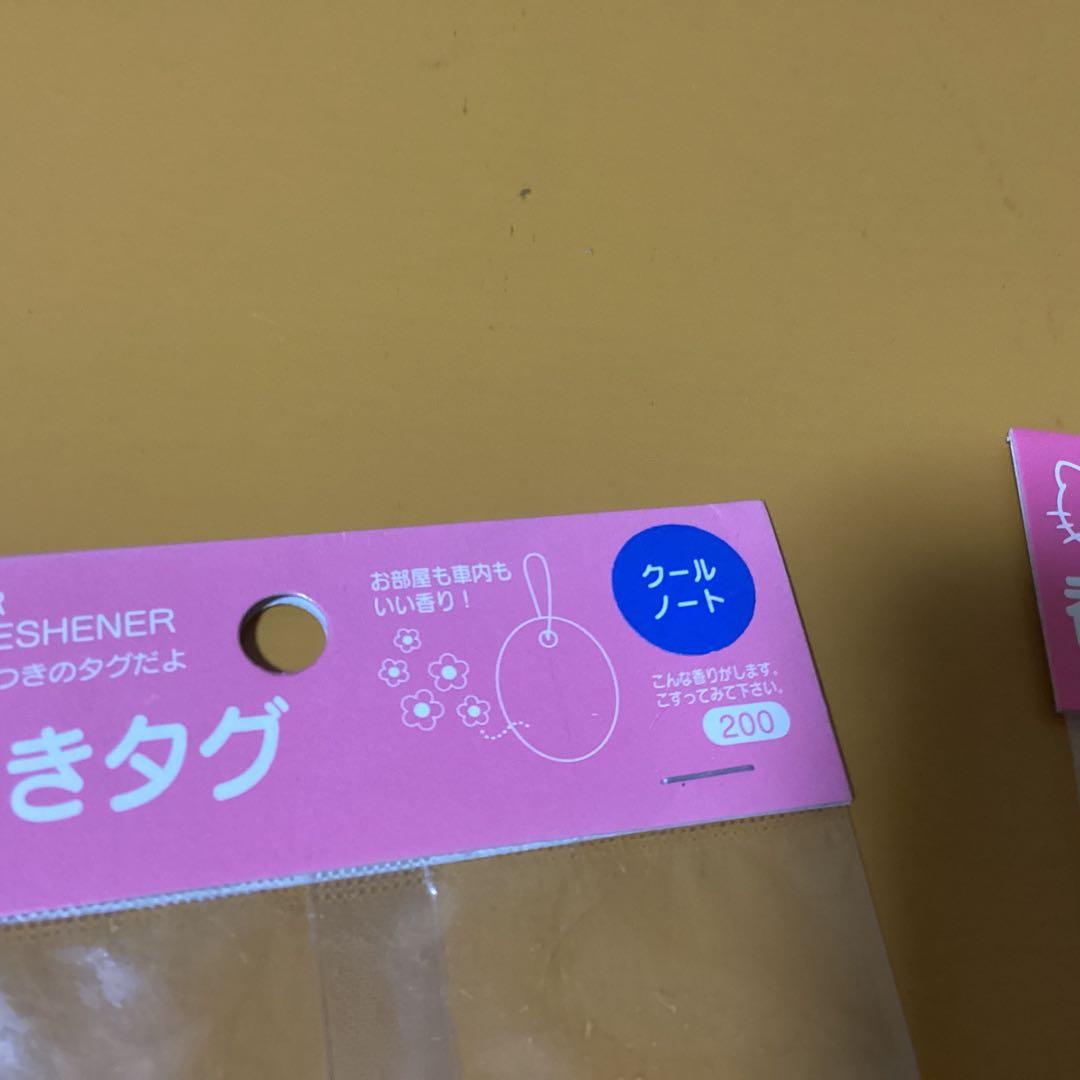 ESHENER
つきのタグだよ
きタグ
お部屋も車内も
いい香り！
クール
ノート
こんな香りがします。
こすってみて下さい。
200